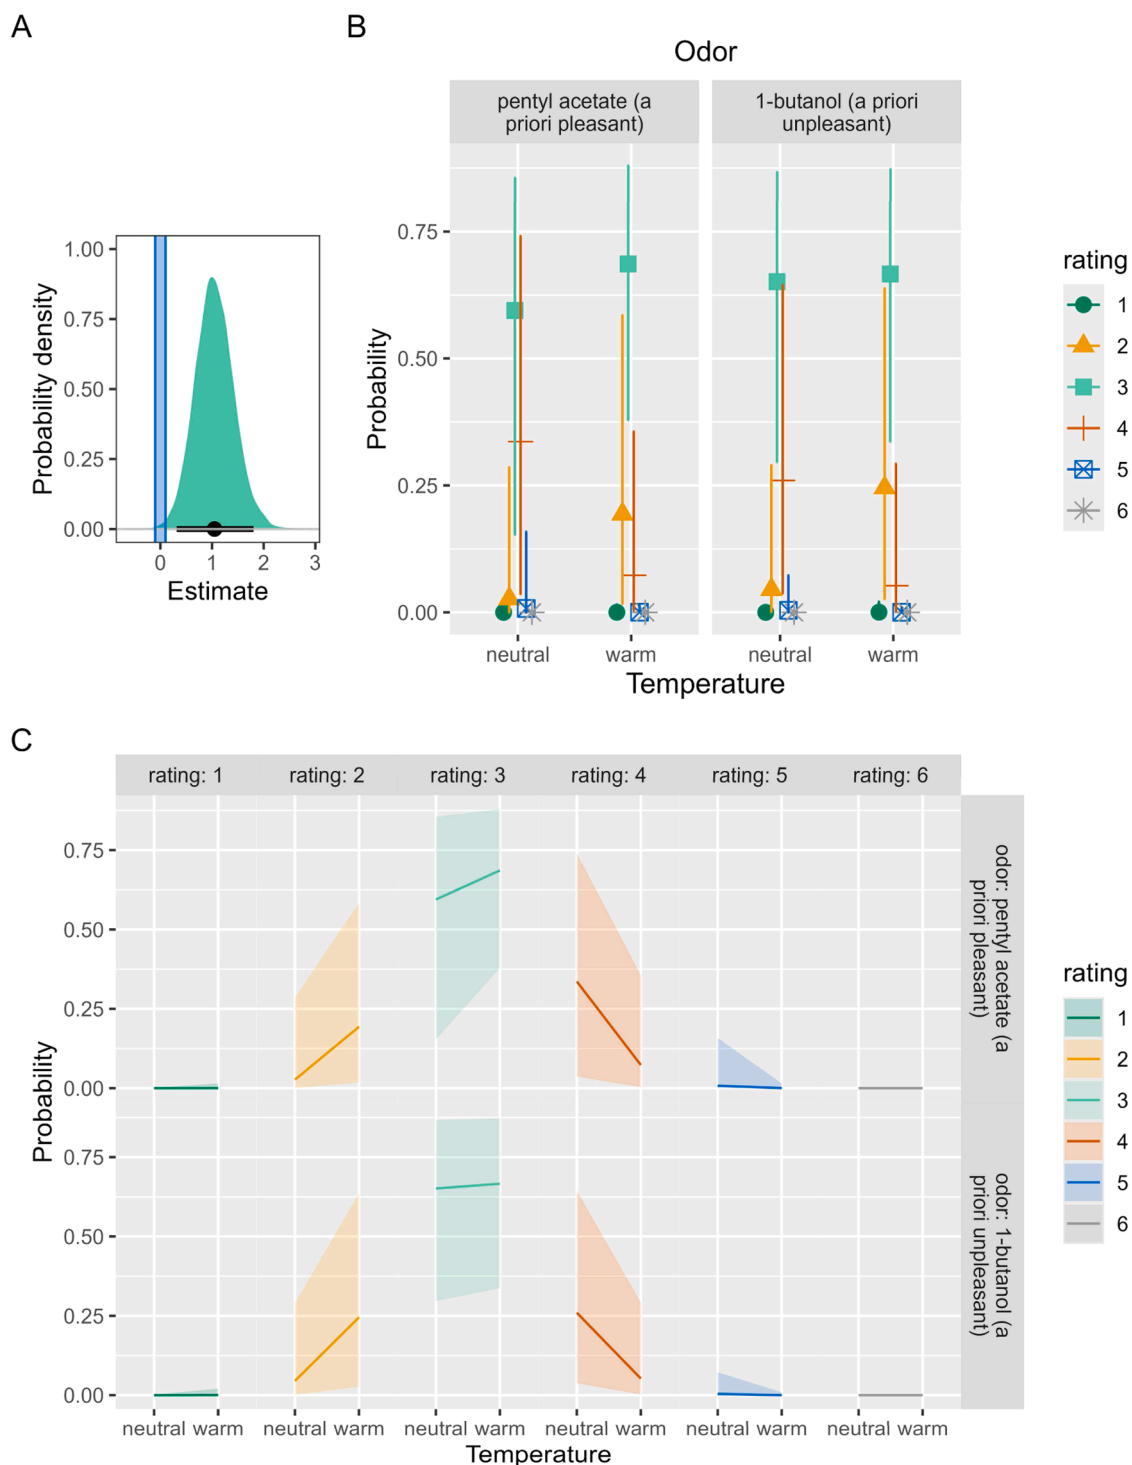 A
1.00
0.75
0.50
0.25
0.00
Probability density
0
1
2
3
Estimate
B
Odor
pentyl acetate (a
priori pleasant)
1-butanol (a priori
unpleasant)
0.75
0.50
0.25
0.00
Probability
neutral
warm
neutral
warm
Temperature
rating
1
2
3
4
5
6
C
rating: 1
rating: 2
rating: 3
rating: 4
rating: 5
rating: 6
0.75
0.50
0.25
0.00
odor: pentyl acetate (a
priori pleasant)
0.75
0.50
0.25
0.00
odor: 1-butanol (a
priori unpleasant)
Probability
neutral warm
neutral warm
neutral warm
neutral warm
neutral warm
neutral warm
Temperature
rating
1
2
3
4
5
6